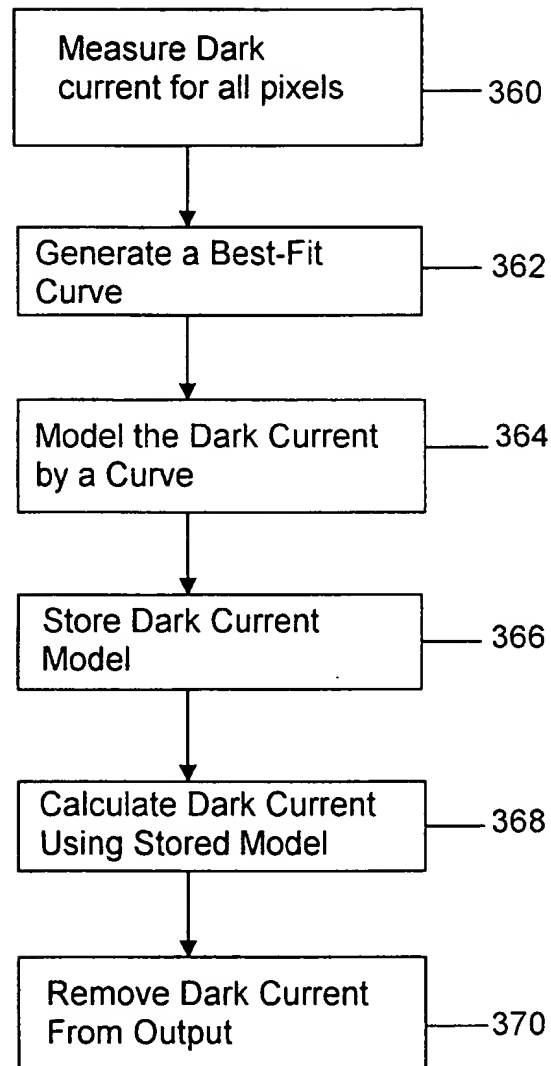 Measure Dark
current for all pixels
360
Generate a Best-Fit
Curve
362
Model the Dark Current
by a Curve
364
Store Dark Current
Model
366
Calculate Dark Current
Using Stored Model
368
Remove Dark Current
From Output
370